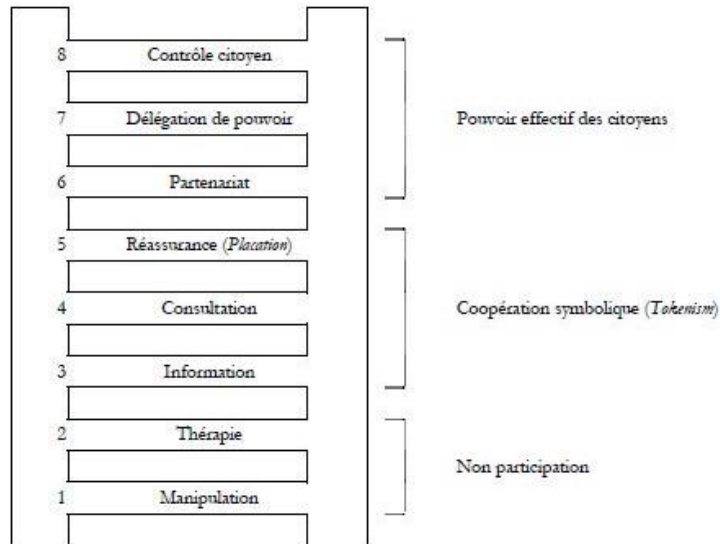 8 Contrôle citoyen
7 Délégation de pouvoir
Pouvoir effectif des citoyens
6 Partenariat
5 Réassurance (Placation)
4 Consultation
Coopération symbolique (Tokenism)
3 Information
2 Thérapie
Non participation
1 Manipulation